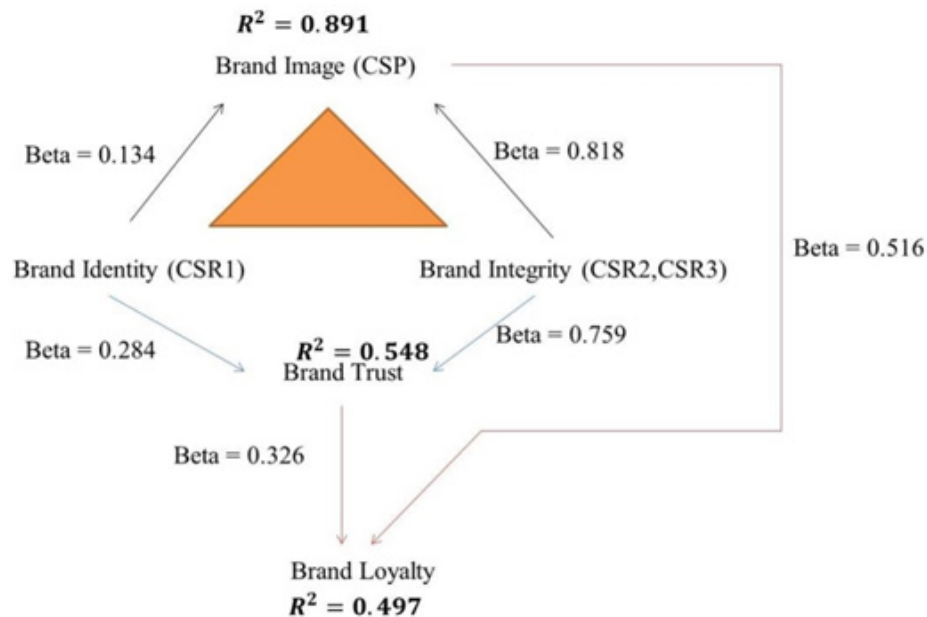 R² = 0.891
Brand Image (CSP)
Beta = 0.134
Beta = 0.818
Beta = 0.516
Brand Identity (CSR1)
Brand Integrity (CSR2,CSR3)
Beta = 0.284
Beta = 0.759
R² = 0.548
Brand Trust
Beta = 0.326
Brand Loyalty
R² = 0.497